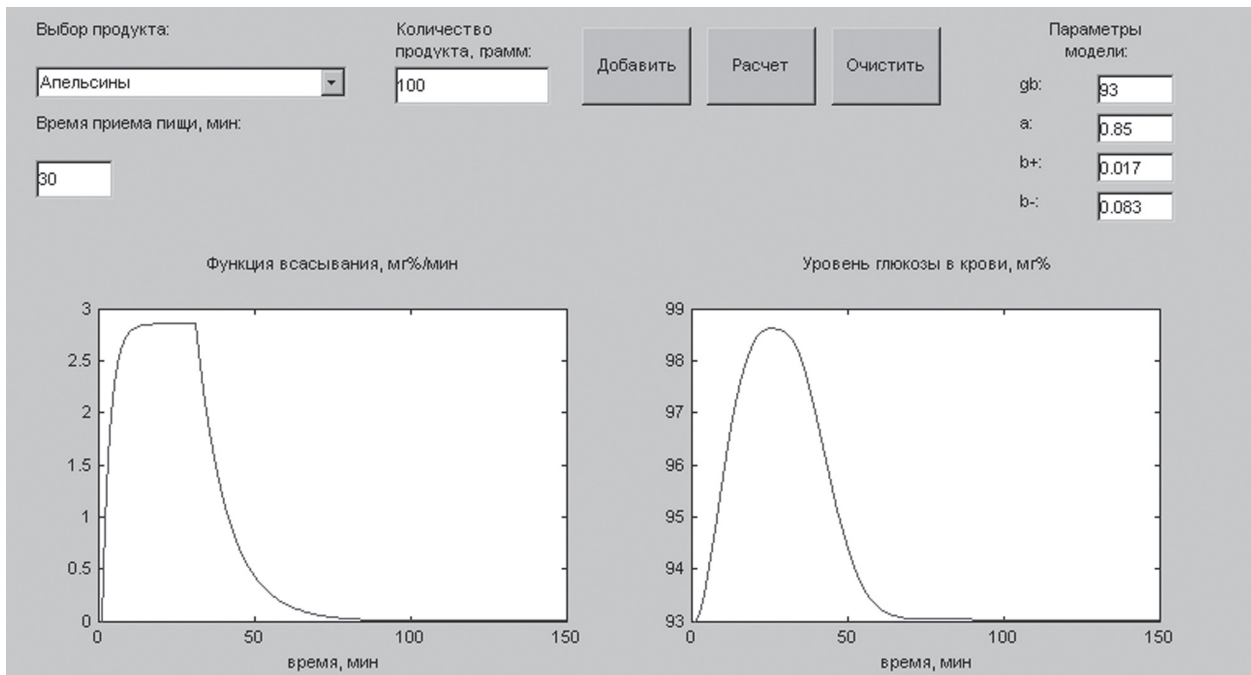 Выбор продукта:
Апельсины
Время приема пищи, мин:
30
Количество
продукта, грамм:
100
Добавить
Расчет
Очистить
Параметры
модели:
gb:
93
a:
0.85
b+:
0.017
b-:
0.083
Функция всасывания, мг%/мин
3
2.5
2
1.5
1
0.5
0
0
50
100
150
время, мин
Уровень глюкозы в крови, мг%
99
98
97
96
95
94
93
0
50
100
150
время, мин